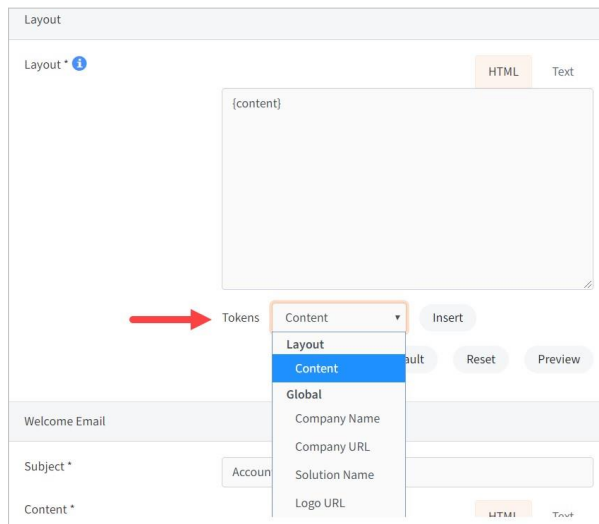 Layout
Layout *
HTML Text
{content}
Tokens Content Insert
Layout
Content
ault Reset Preview
Global
Company Name
Welcome Email
Company URL
Subject *
Accoun
Solution Name
Logo URL
Content *
HTML Text